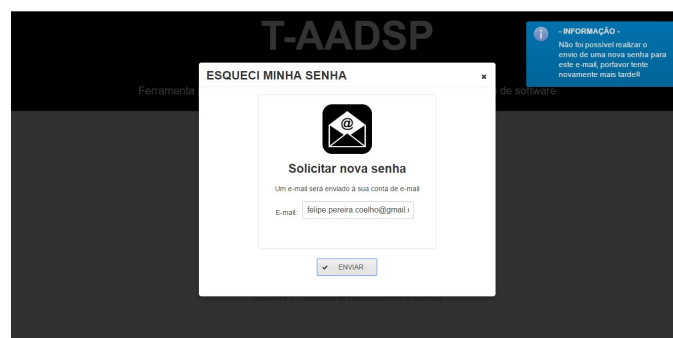 T-AADSP
- INFORMAÇÃO -
Não foi possível realizar o
envio de uma nova senha para
este e-mail, porfavor tente
novamente mais tarde!!
Ferramenta
de software
ESQUECI MINHA SENHA
×
@
Solicitar nova senha
Um e-mail será enviado à sua conta de e-mail
E-mail:
felipe.pereira.coelho@gmail.
ENVIAR